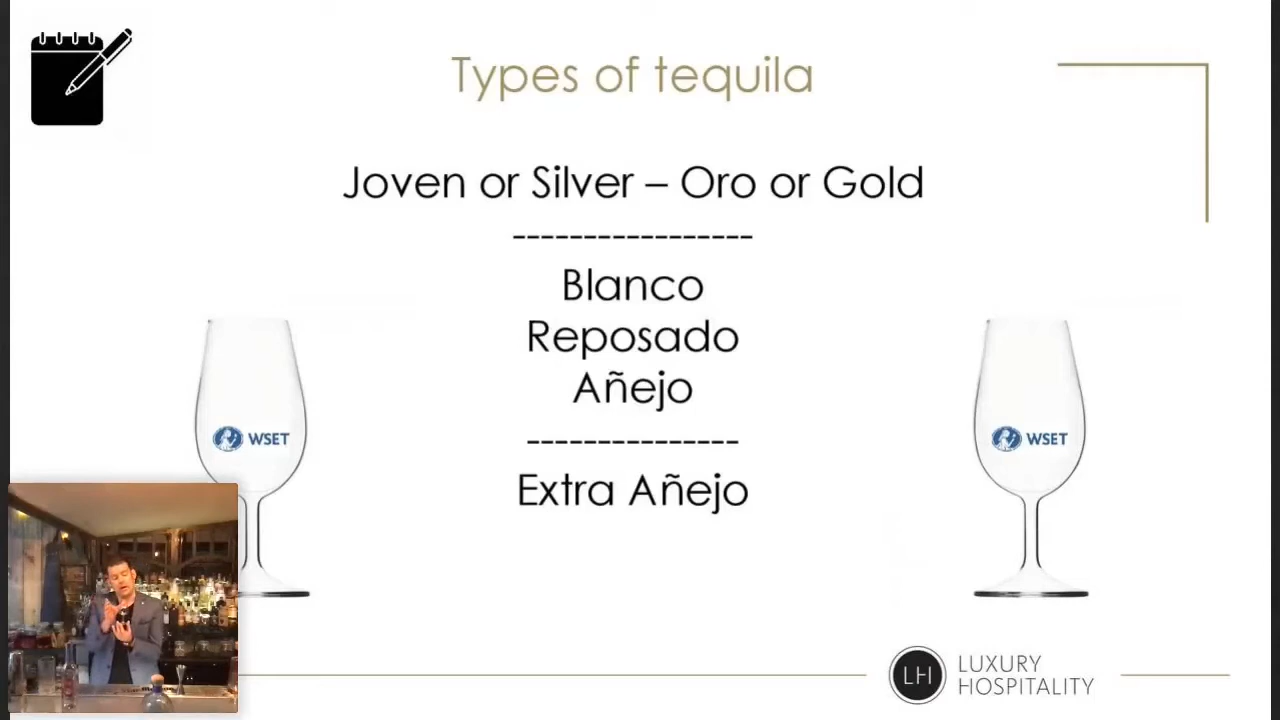 Types of tequila
Joven or Silver – Oro or Gold
-----------------
Blanco
Reposado
Añejo
---------------
Extra Añejo
WSET
WSET
LH
LUXURY
HOSPITALITY